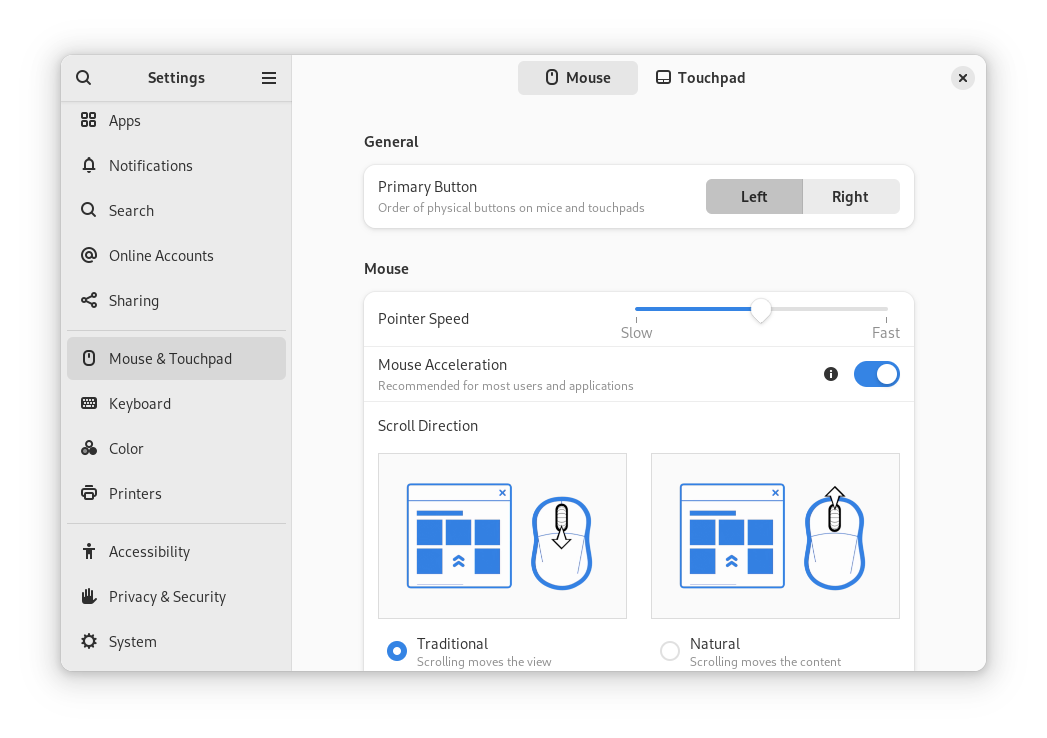 Settings
Apps
Notifications
Search
Online Accounts
Sharing
Mouse & Touchpad
Keyboard
Color
Printers
Accessibility
Privacy & Security
System
Mouse
Touchpad
General
Primary Button
Order of physical buttons on mice and touchpads
Left
Right
Mouse
Pointer Speed
Slow
Fast
Mouse Acceleration
Recommended for most users and applications
Scroll Direction
Traditional
Scrolling moves the view
Natural
Scrolling moves the content